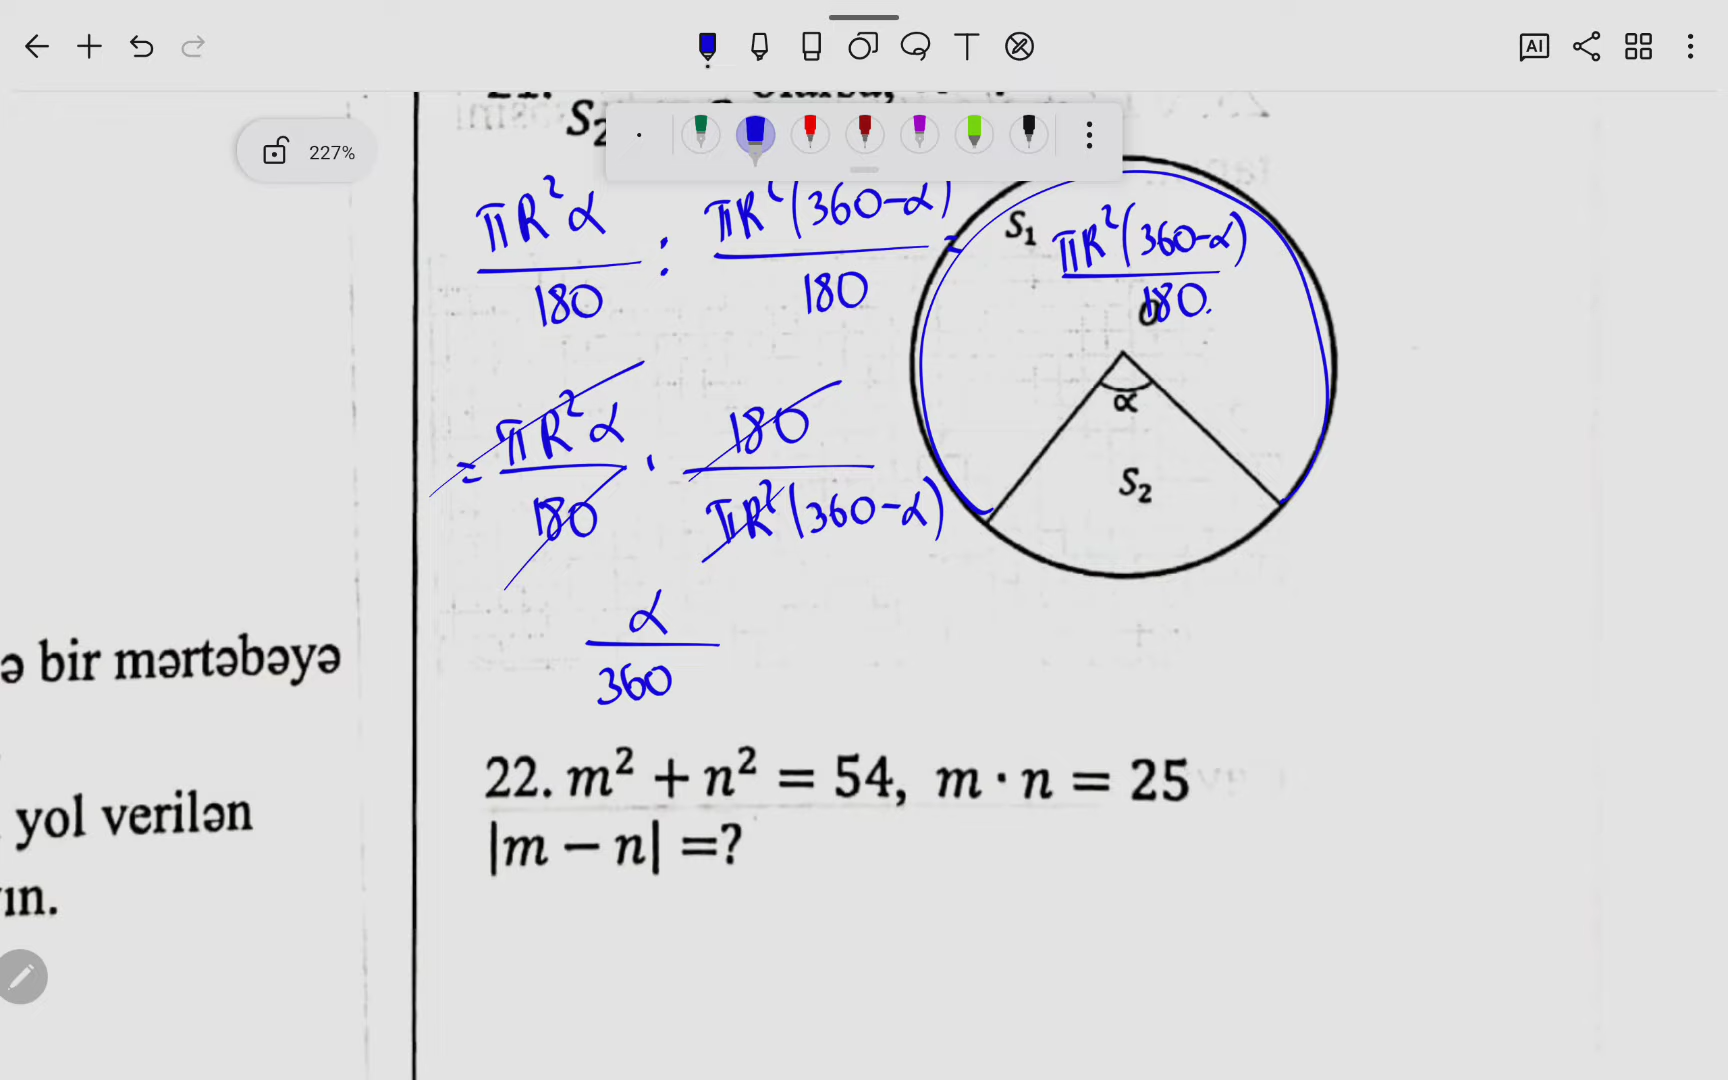 AI
227%
S₂
πR²α / 180 : πR²(360-α) / 180 =
S₁
πR²(360-α) / 180.
O
= πR²α / 180 · 180 / πR²(360-α)
α
S₂
α / 360
ə bir mərtəbəyə
yol verilən
ın.
22. m² + n² = 54, m · n = 25
|m − n| =?